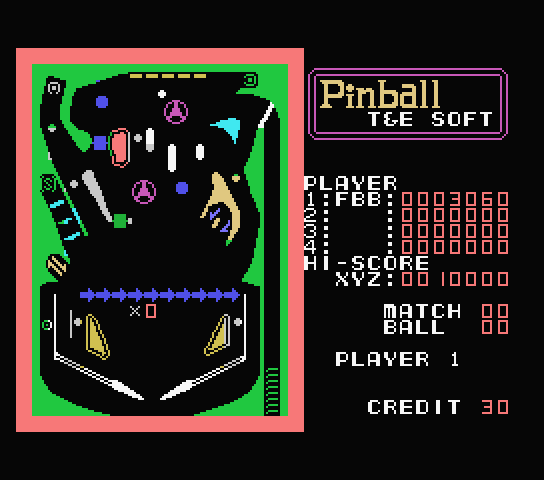 Pinball
T&E SOFT
PLAYER
1:FBB:0003060
2: :0000000
3: :0000000
4: :0000000
HI-SCORE
XYZ:0010000
×0
MATCH 00
BALL 00
PLAYER 1
CREDIT 30